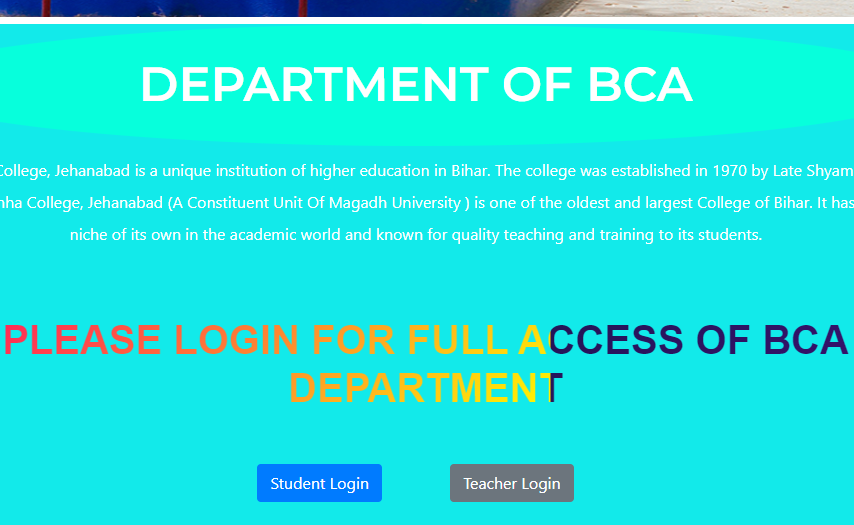 DEPARTMENT OF BCA
College, Jehanabad is a unique institution of higher education in Bihar. The college was established in 1970 by Late Shyam
nha College, Jehanabad (A Constituent Unit Of Magadh University ) is one of the oldest and largest College of Bihar. It has
niche of its own in the academic world and known for quality teaching and training to its students.
PLEASE LOGIN FOR FULL ACCESS OF BCA
DEPARTMENT
Student Login
Teacher Login